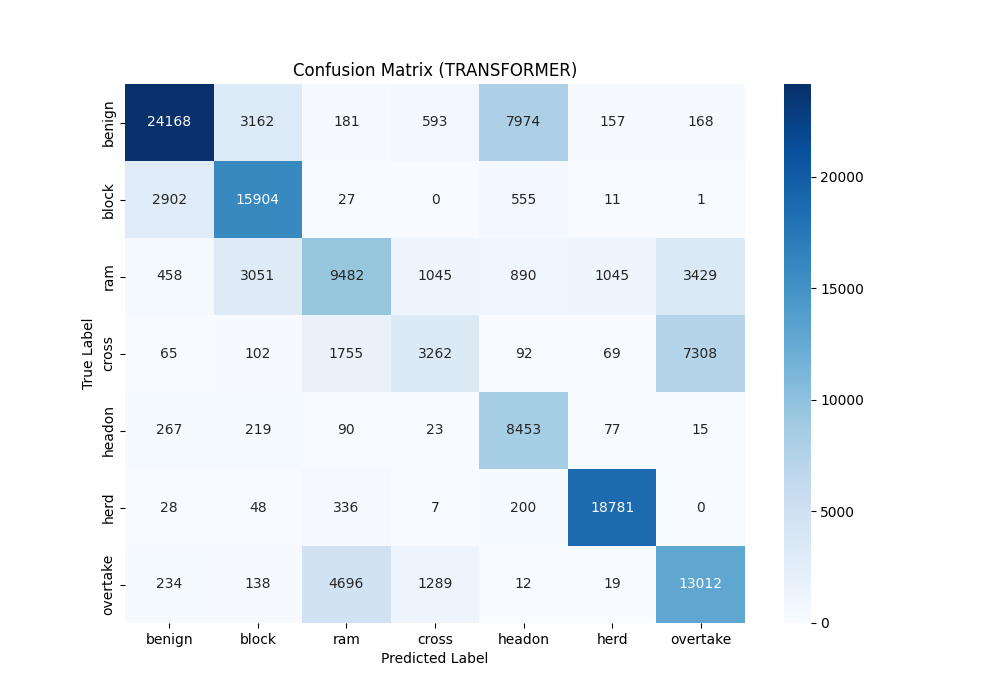 Confusion Matrix (TRANSFORMER)
True Label
benign 24168 3162 181 593 7974 157 168
block 2902 15904 27 0 555 11 1
ram 458 3051 9482 1045 890 1045 3429
cross 65 102 1755 3262 92 69 7308
headon 267 219 90 23 8453 77 15
herd 28 48 336 7 200 18781 0
overtake 234 138 4696 1289 12 19 13012
benign block ram cross headon herd overtake
Predicted Label
20000
15000
10000
5000
0